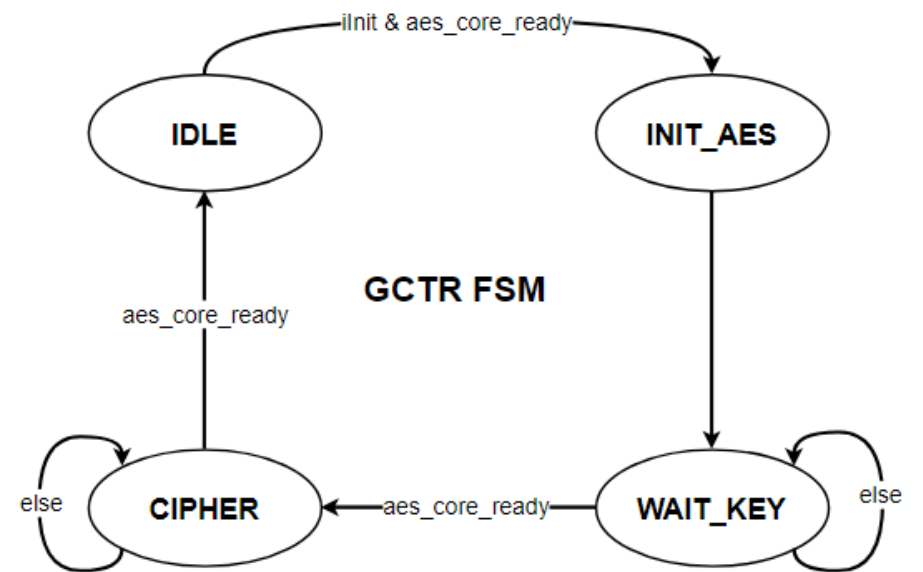 iInit & aes_core_ready
IDLE
INIT_AES
GCTR FSM
aes_core_ready
else
CIPHER
aes_core_ready
WAIT_KEY
else